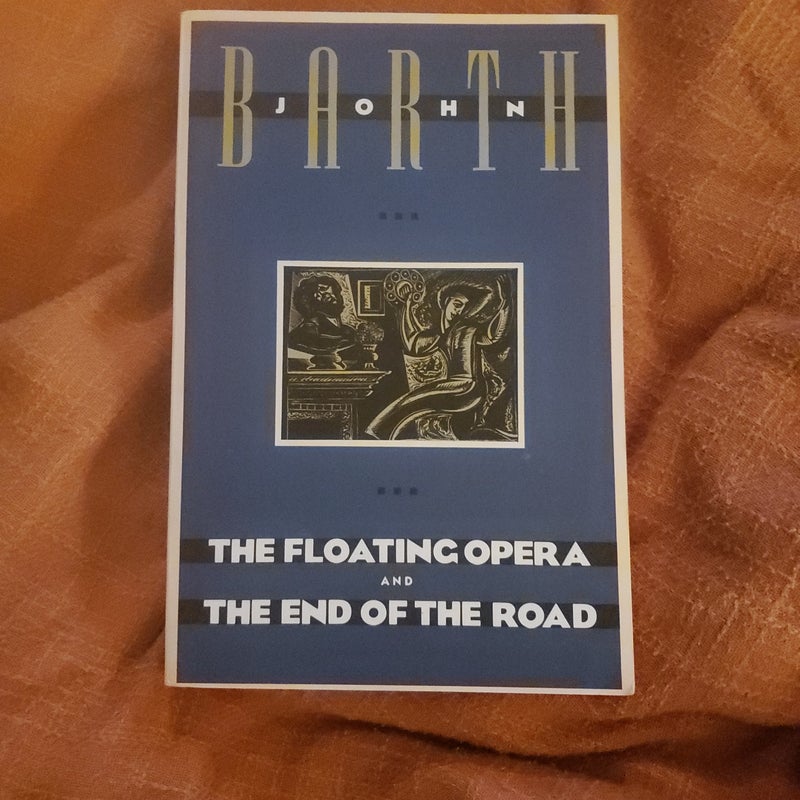 BARTH
JOHN
THE FLOATING OPERA
AND
THE END OF THE ROAD